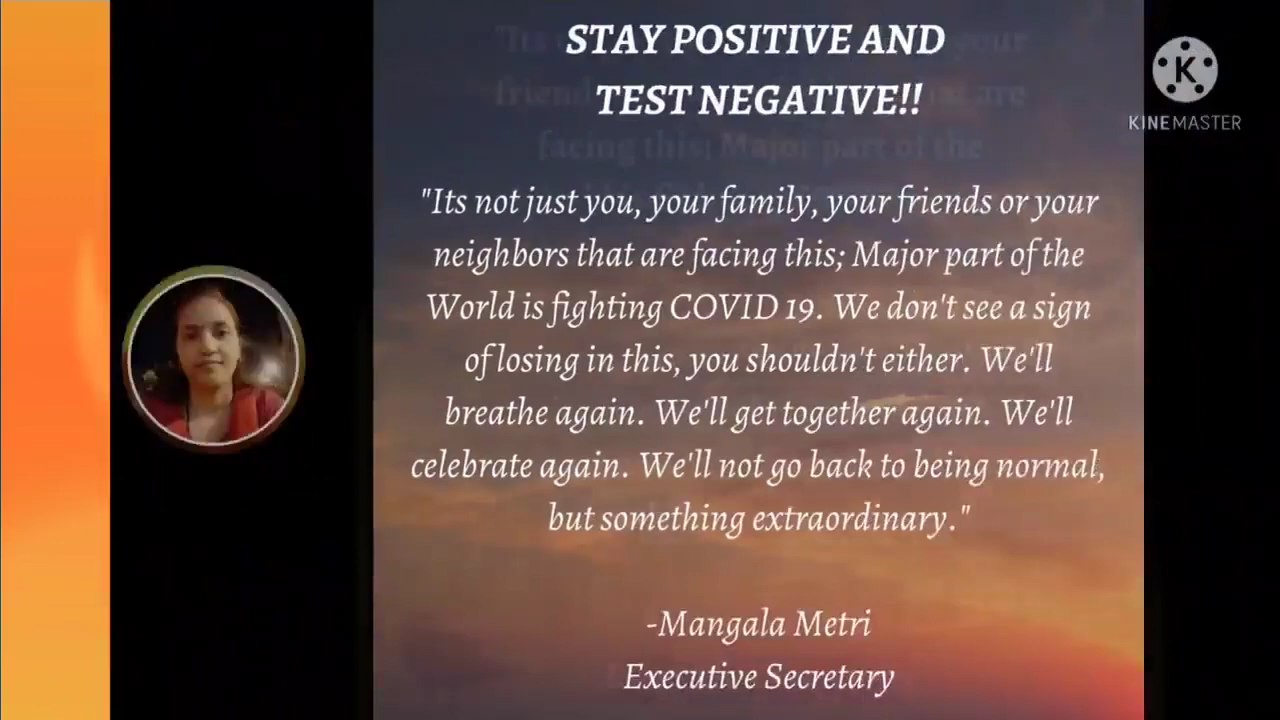 STAY POSITIVE AND
TEST NEGATIVE!!
"Its not just you, your family, your friends or your
neighbors that are facing this; Major part of the
World is fighting COVID 19. We don't see a sign
of losing in this, you shouldn't either. We'll
breathe again. We'll get together again. We'll
celebrate again. We'll not go back to being normal,
but something extraordinary."
-Mangala Metri
Executive Secretary
K
KINEMASTER